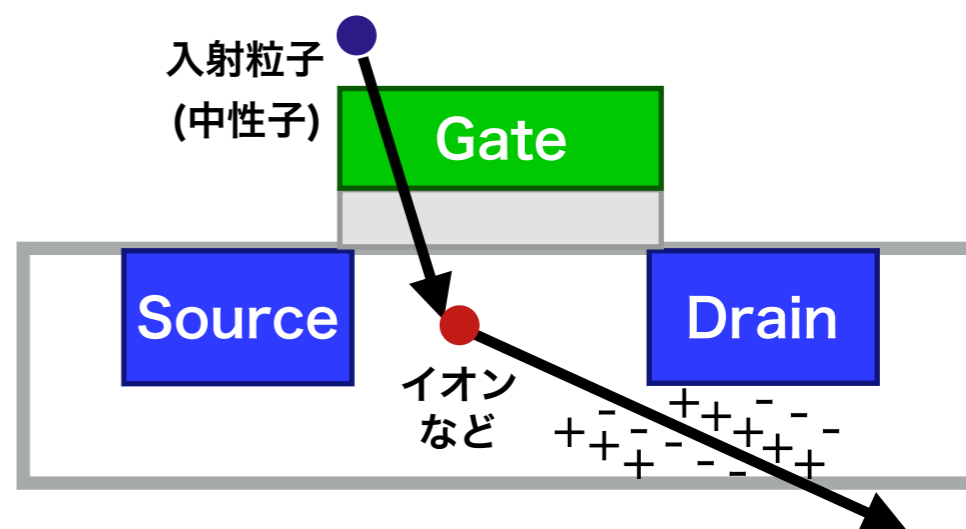 入射粒子
(中性子)
Gate
Source
Drain
イオン
など
+ + - + - + - - + + - + - + + -